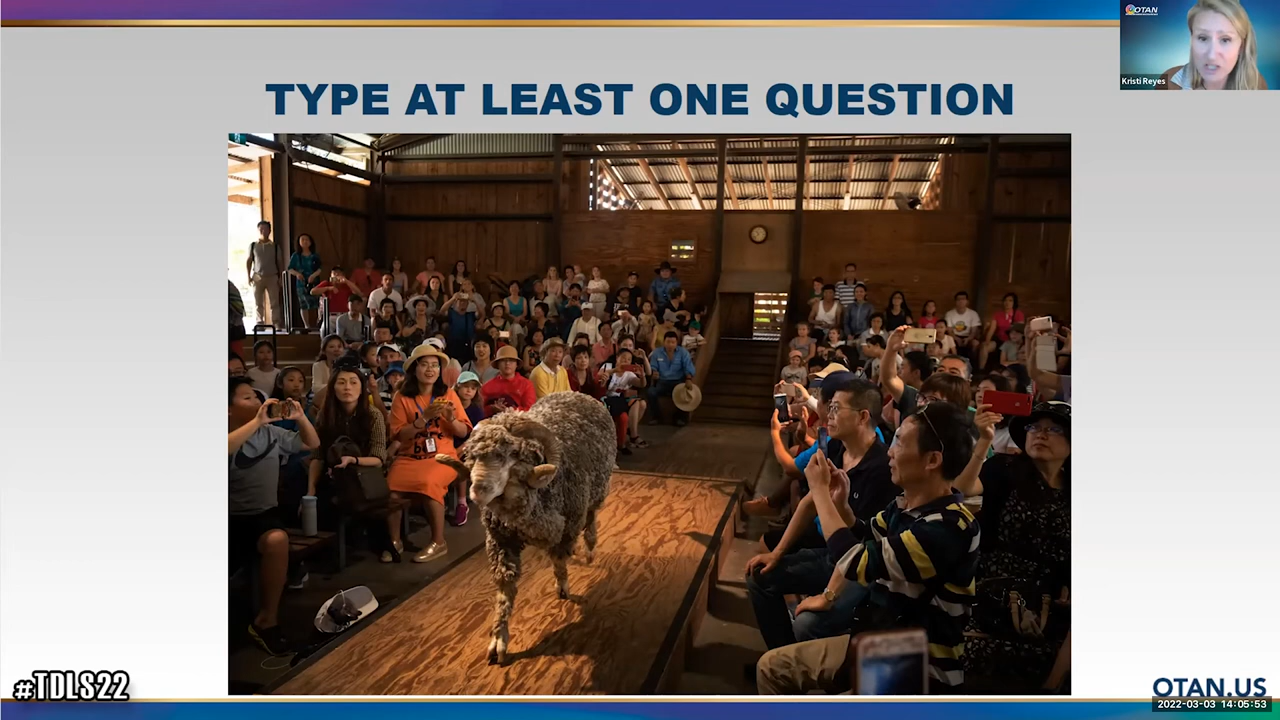 OTAN
Kristi Reyes
TYPE AT LEAST ONE QUESTION
#TDLS22
OTAN.US
2022-03-03 14:05:53